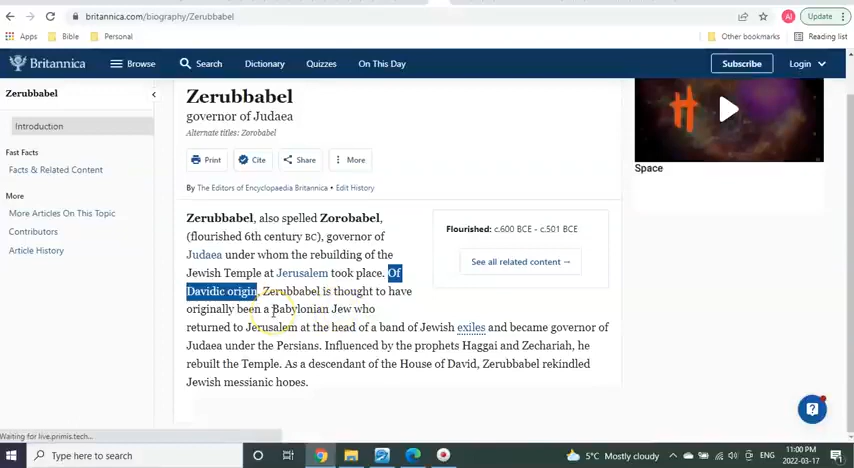 britannica.com/biography/Zerubbabel
Update
Apps
Bible
Personal
Other bookmarks
Reading list
Britannica
Browse
Search
Dictionary
Quizzes
On This Day
Subscribe
Login
Zerubbabel
Introduction
Fast Facts
Facts & Related Content
More
More Articles On This Topic
Contributors
Article History
Zerubbabel
governor of Judaea
Alternate titles: Zorobabel
Print
Cite
Share
More
By The Editors of Encyclopaedia Britannica • Edit History
Zerubbabel, also spelled Zorobabel,
(flourished 6th century BC), governor of
Judaea under whom the rebuilding of the
Jewish Temple at Jerusalem took place. Of
Davidic origin, Zerubbabel is thought to have
originally been a Babylonian Jew who
returned to Jerusalem at the head of a band of Jewish exiles and became governor of
Judaea under the Persians. Influenced by the prophets Haggai and Zechariah, he
rebuilt the Temple. As a descendant of the House of David, Zerubbabel rekindled
Jewish messianic hopes.
Flourished: c.600 BCE - c.501 BCE
See all related content →
Space
Waiting for live.primis.tech...
Type here to search
5°C Mostly cloudy
ENG
11:00 PM
2022-03-17